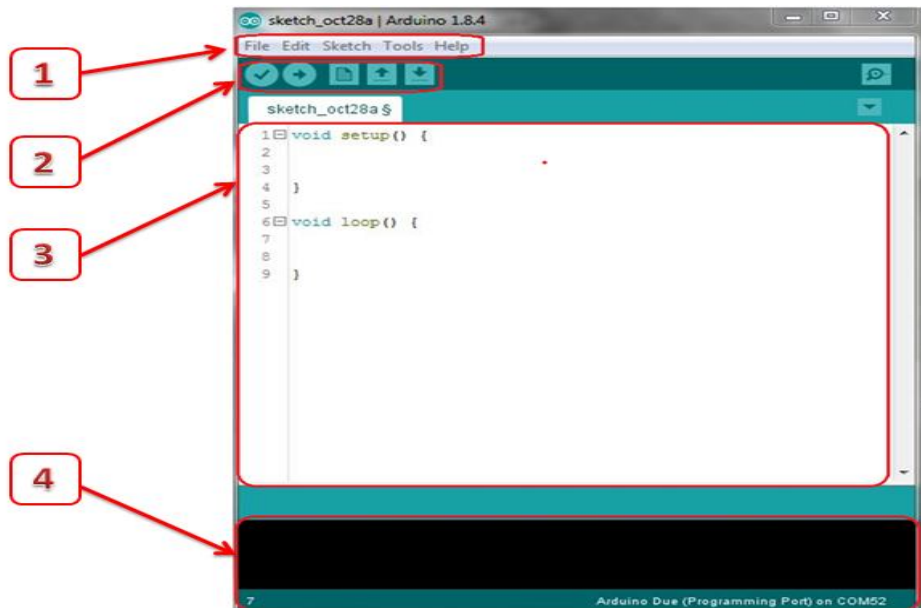 sketch_oct28a | Arduino 1.8.4
File Edit Sketch Tools Help
1
2
sketch_oct28a §
3
1 void setup() {
2
3
4 }
5
6 void loop() {
7
8
9 }
4
7 Arduino Due (Programming Port) on COM52